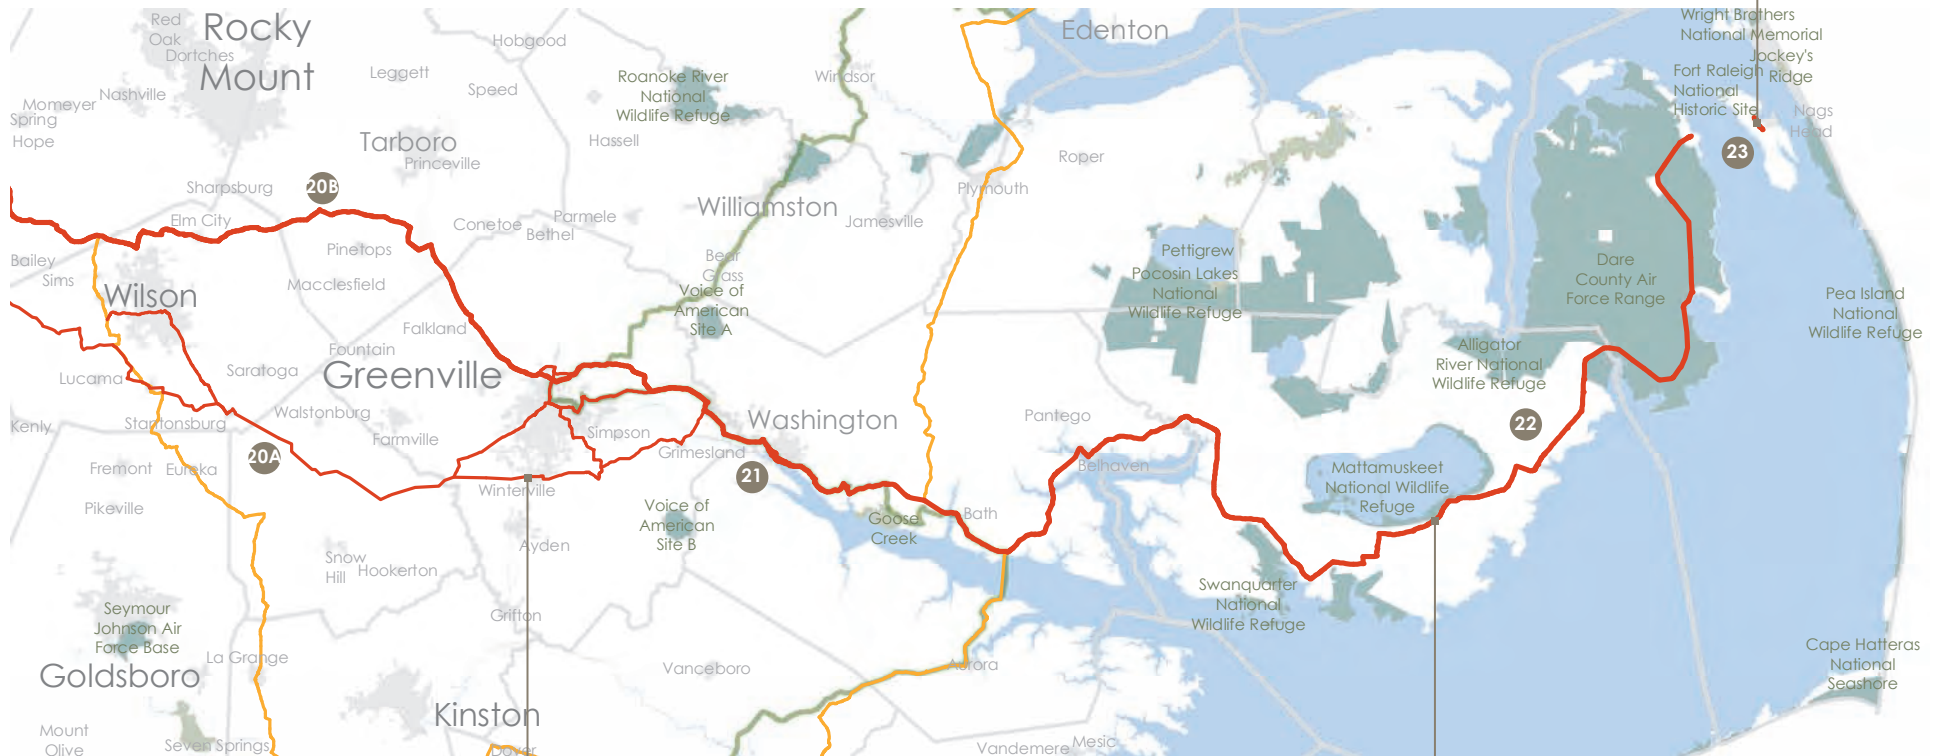 Red
Oak
Rocky
Mount
Dortches
Hobgood
Edenton
Wright Brothers
National Memorial
Jockey's
Ridge
Leggett
Speed
Roanoke River
National
Wildlife Refuge
Windsor
Fort Raleigh
National
Historic Site
Nags
Head
Momeyer
Nashville
Spring
Hope
Tarboro
Princeville
Hassell
Roper
23
Sharpsburg
20B
Plymouth
Elm City
Conetoe
Parmele
Bethel
Williamston
Jamesville
Bailey
Sims
Pinetops
Macclesfield
Bear
Grass
Voice of
American
Site A
Pettigrew
Pocosin Lakes
National
Wildlife Refuge
Dare
County Air
Force Range
Pea Island
National
Wildlife Refuge
Wilson
Falkland
Fountain
Greenville
Alligator
River National
Wildlife Refuge
Lucama
Saratoga
Walstonburg
Farmville
Simpson
Washington
Pantego
22
Kenly
Stantonsburg
Grimesland
Fremont
Eureka
20A
21
Belhaven
Mattamuskeet
National Wildlife
Refuge
Pikeville
Winterville
Voice of
American
Site B
Goose
Creek
Bath
Ayden
Snow
Hill
Hookerton
Swanquarter
National
Wildlife Refuge
Seymour
Johnson Air
Force Base
Grifton
La Grange
Goldsboro
Vanceboro
Aurora
Cape Hatteras
National
Seashore
Kinston
Mount
Olive
Seven Springs
Dover
Vandemere
Mesic